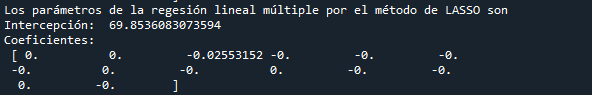 Los parámetros de la regesión lineal múltiple por el método de LASSO son
Intercepción:  69.8536083073594
Coeficientes:
 [ 0.          0.         -0.02553152 -0.         -0.         -0.
 -0.          0.         -0.          0.         -0.         -0.
  0.         -0.        ]